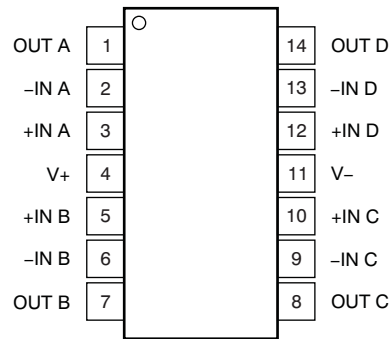 OUT A 1 14 OUT D
−IN A 2 13 −IN D
+IN A 3 12 +IN D
V+ 4 11 V−
+IN B 5 10 +IN C
−IN B 6 9 −IN C
OUT B 7 8 OUT C